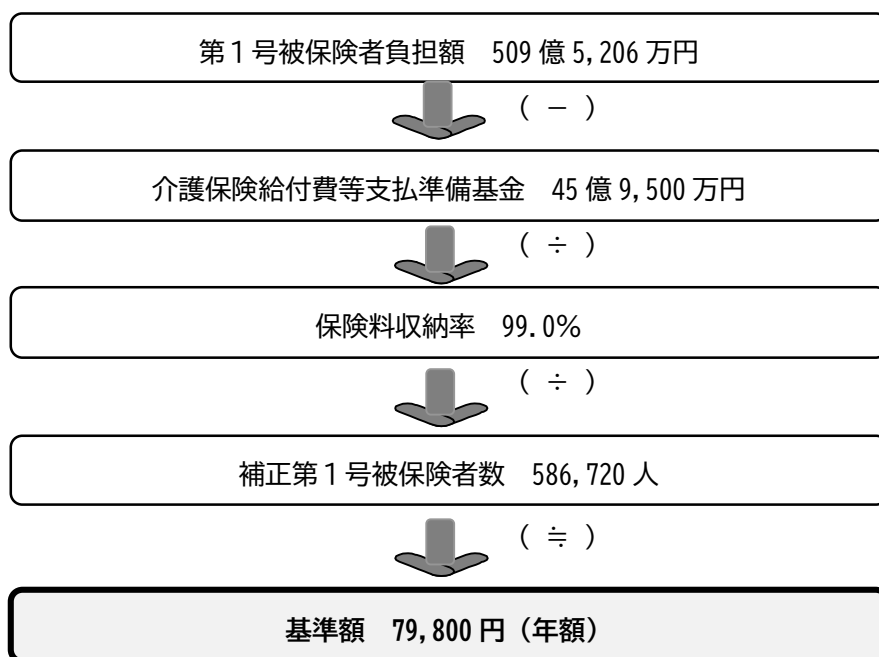 第１号被保険者負担額　509 億 5,206 万円
（ － ）
介護保険給付費等支払準備基金　45 億 9,500 万円
（ ÷ ）
保険料収納率　99.0%
（ ÷ ）
補正第１号被保険者数　586,720 人
（ ≒ ）
基準額　79,800 円（年額）